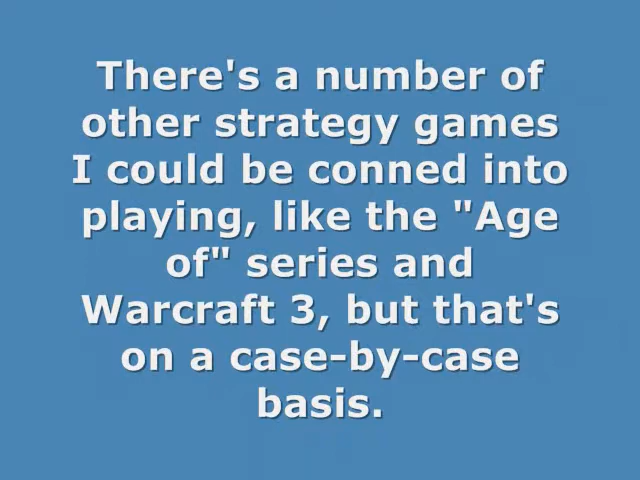 There's a number of
other strategy games
I could be conned into
playing, like the "Age
of" series and
Warcraft 3, but that's
on a case-by-case
basis.